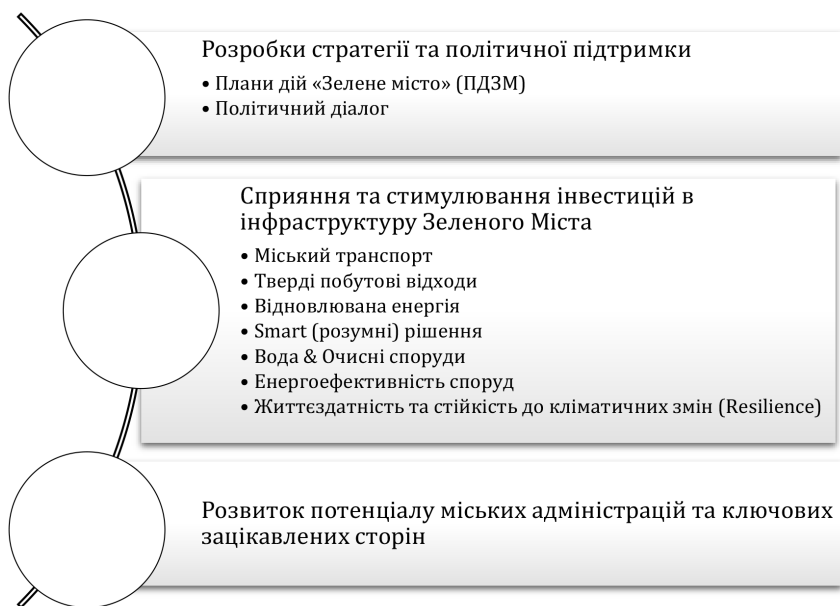 Розробки стратегії та політичної підтримки
• Плани дій «Зелене місто» (ПДЗМ)
• Політичний діалог
Сприяння та стимулювання інвестицій в
інфраструктуру Зеленого Міста
• Міський транспорт
• Тверді побутові відходи
• Відновлювана енергія
• Smart (розумні) рішення
• Вода & Очисні споруди
• Енергоефективність споруд
• Життєздатність та стійкість до кліматичних змін (Resilience)
Розвиток потенціалу міських адміністрацій та ключових
зацікавлених сторін